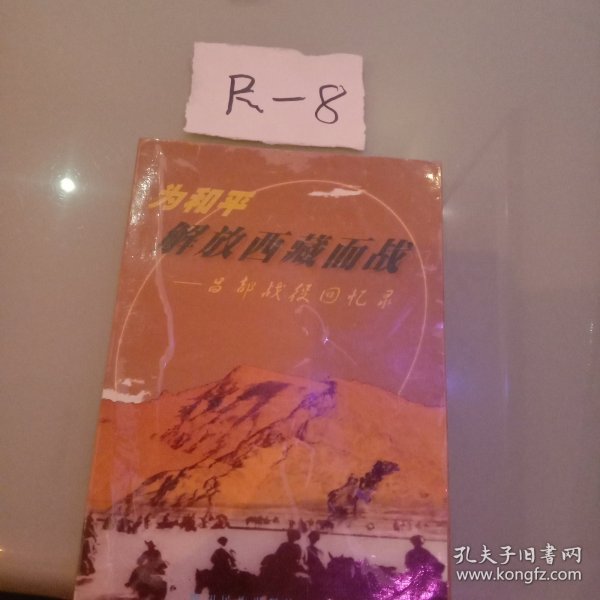 R-8
为和平
解放西藏而战
——昌都战役回忆录
孔夫子旧书网
www.kongfz.com